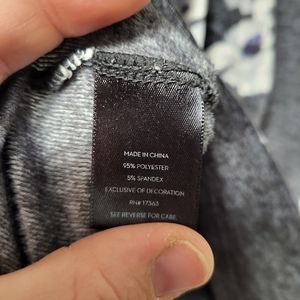 MADE IN CHINA
95% POLYESTER
5% SPANDEX
EXCLUSIVE OF DECORATION
RN# 17363
SEE REVERSE FOR CARE